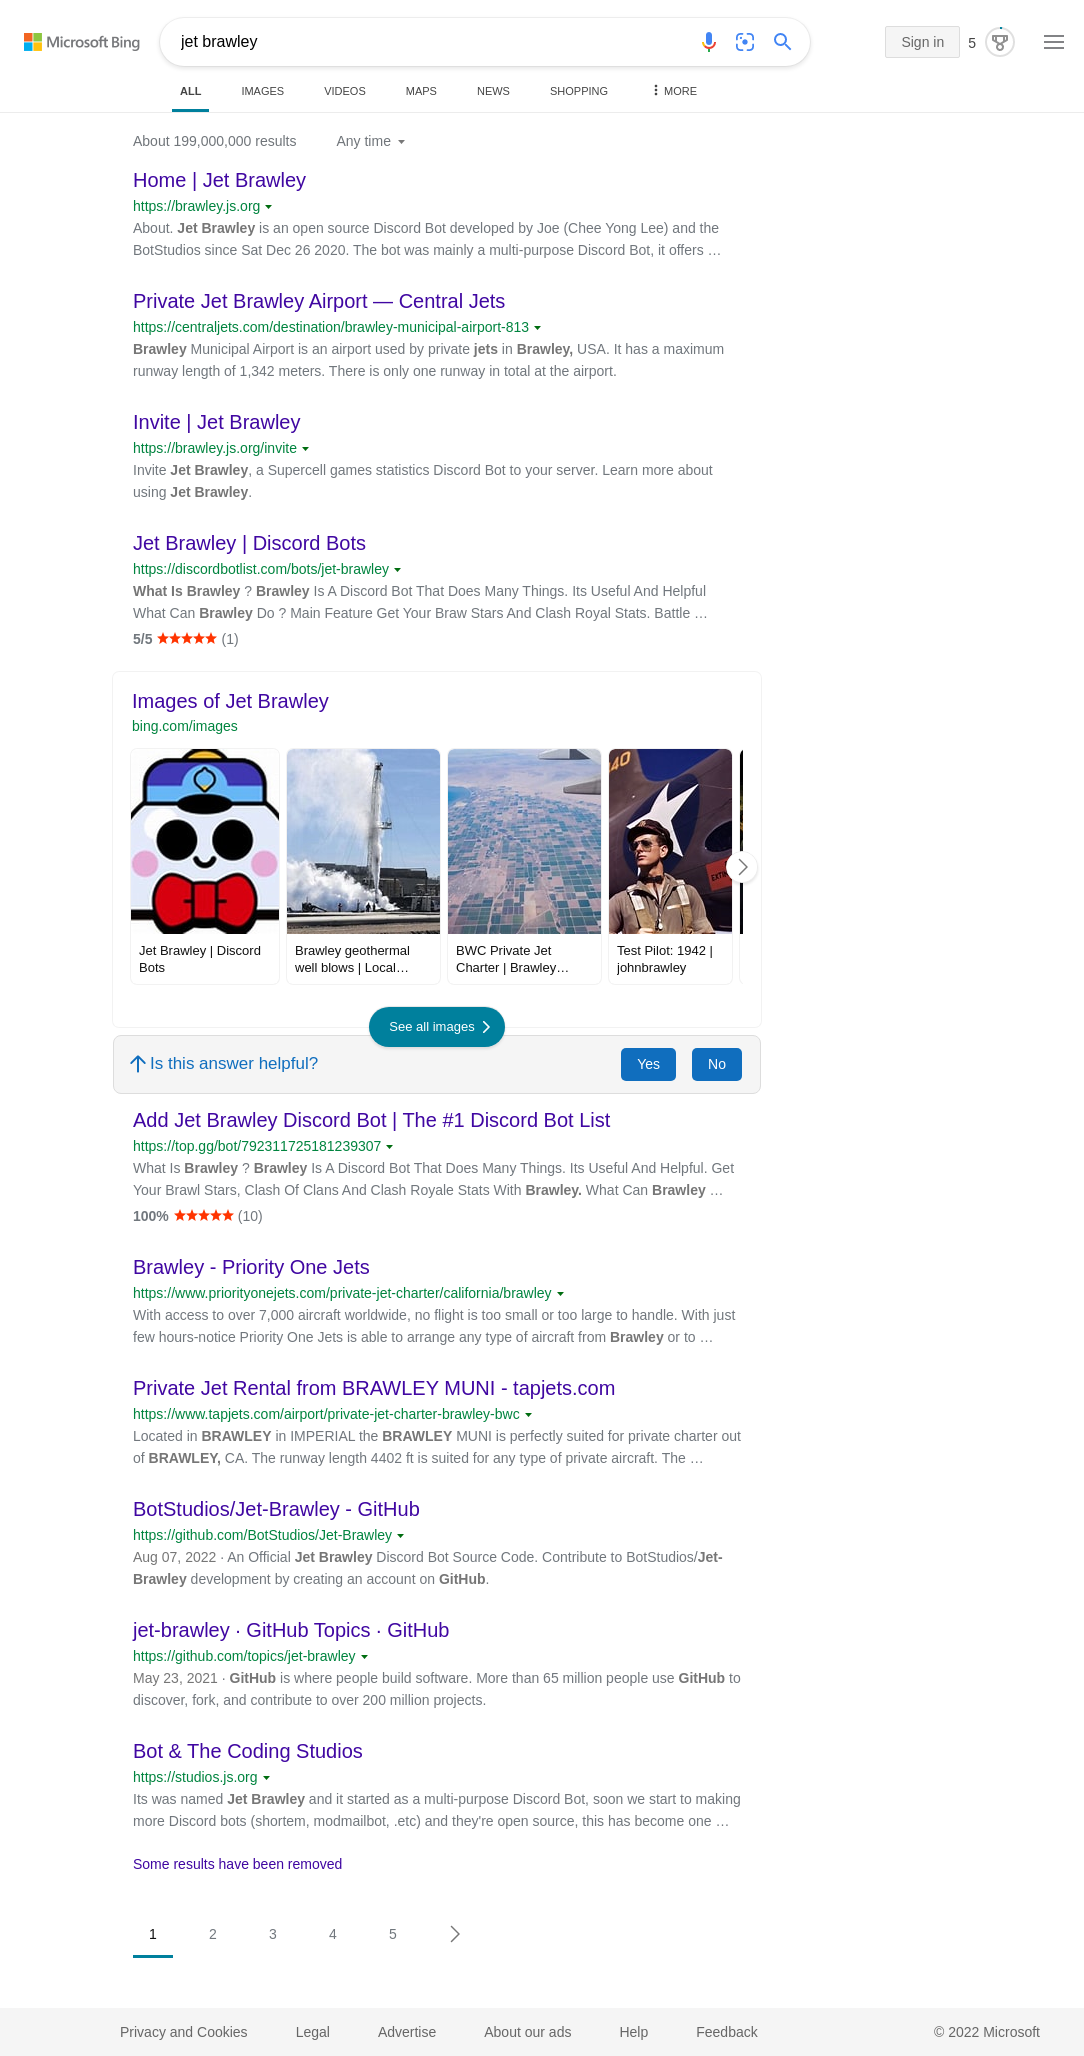 Microsoft Bing
jet brawley
Sign in
5
ALL
IMAGES
VIDEOS
MAPS
NEWS
SHOPPING
MORE
About 199,000,000 results
Any time
Home | Jet Brawley
https://brawley.js.org
About. Jet Brawley is an open source Discord Bot developed by Joe (Chee Yong Lee) and the
BotStudios since Sat Dec 26 2020. The bot was mainly a multi-purpose Discord Bot, it offers …
Private Jet Brawley Airport — Central Jets
https://centraljets.com/destination/brawley-municipal-airport-813
Brawley Municipal Airport is an airport used by private jets in Brawley, USA. It has a maximum
runway length of 1,342 meters. There is only one runway in total at the airport.
Invite | Jet Brawley
https://brawley.js.org/invite
Invite Jet Brawley, a Supercell games statistics Discord Bot to your server. Learn more about
using Jet Brawley.
Jet Brawley | Discord Bots
https://discordbotlist.com/bots/jet-brawley
What Is Brawley ? Brawley Is A Discord Bot That Does Many Things. Its Useful And Helpful
What Can Brawley Do ? Main Feature Get Your Braw Stars And Clash Royal Stats. Battle …
5/5 ★★★★★ (1)
Images of Jet Brawley
bing.com/images
40
EXTIN
Jet Brawley | Discord
Bots
Brawley geothermal
well blows | Local…
BWC Private Jet
Charter | Brawley…
Test Pilot: 1942 |
johnbrawley
See all images
Is this answer helpful?
Yes
No
Add Jet Brawley Discord Bot | The #1 Discord Bot List
https://top.gg/bot/792311725181239307
What Is Brawley ? Brawley Is A Discord Bot That Does Many Things. Its Useful And Helpful. Get
Your Brawl Stars, Clash Of Clans And Clash Royale Stats With Brawley. What Can Brawley …
100% ★★★★★ (10)
Brawley - Priority One Jets
https://www.priorityonejets.com/private-jet-charter/california/brawley
With access to over 7,000 aircraft worldwide, no flight is too small or too large to handle. With just
few hours-notice Priority One Jets is able to arrange any type of aircraft from Brawley or to …
Private Jet Rental from BRAWLEY MUNI - tapjets.com
https://www.tapjets.com/airport/private-jet-charter-brawley-bwc
Located in BRAWLEY in IMPERIAL the BRAWLEY MUNI is perfectly suited for private charter out
of BRAWLEY, CA. The runway length 4402 ft is suited for any type of private aircraft. The …
BotStudios/Jet-Brawley - GitHub
https://github.com/BotStudios/Jet-Brawley
Aug 07, 2022 · An Official Jet Brawley Discord Bot Source Code. Contribute to BotStudios/Jet-
Brawley development by creating an account on GitHub.
jet-brawley · GitHub Topics · GitHub
https://github.com/topics/jet-brawley
May 23, 2021 · GitHub is where people build software. More than 65 million people use GitHub to
discover, fork, and contribute to over 200 million projects.
Bot & The Coding Studios
https://studios.js.org
Its was named Jet Brawley and it started as a multi-purpose Discord Bot, soon we start to making
more Discord bots (shortem, modmailbot, .etc) and they're open source, this has become one …
Some results have been removed
1
2
3
4
5
Privacy and Cookies
Legal
Advertise
About our ads
Help
Feedback
© 2022 Microsoft